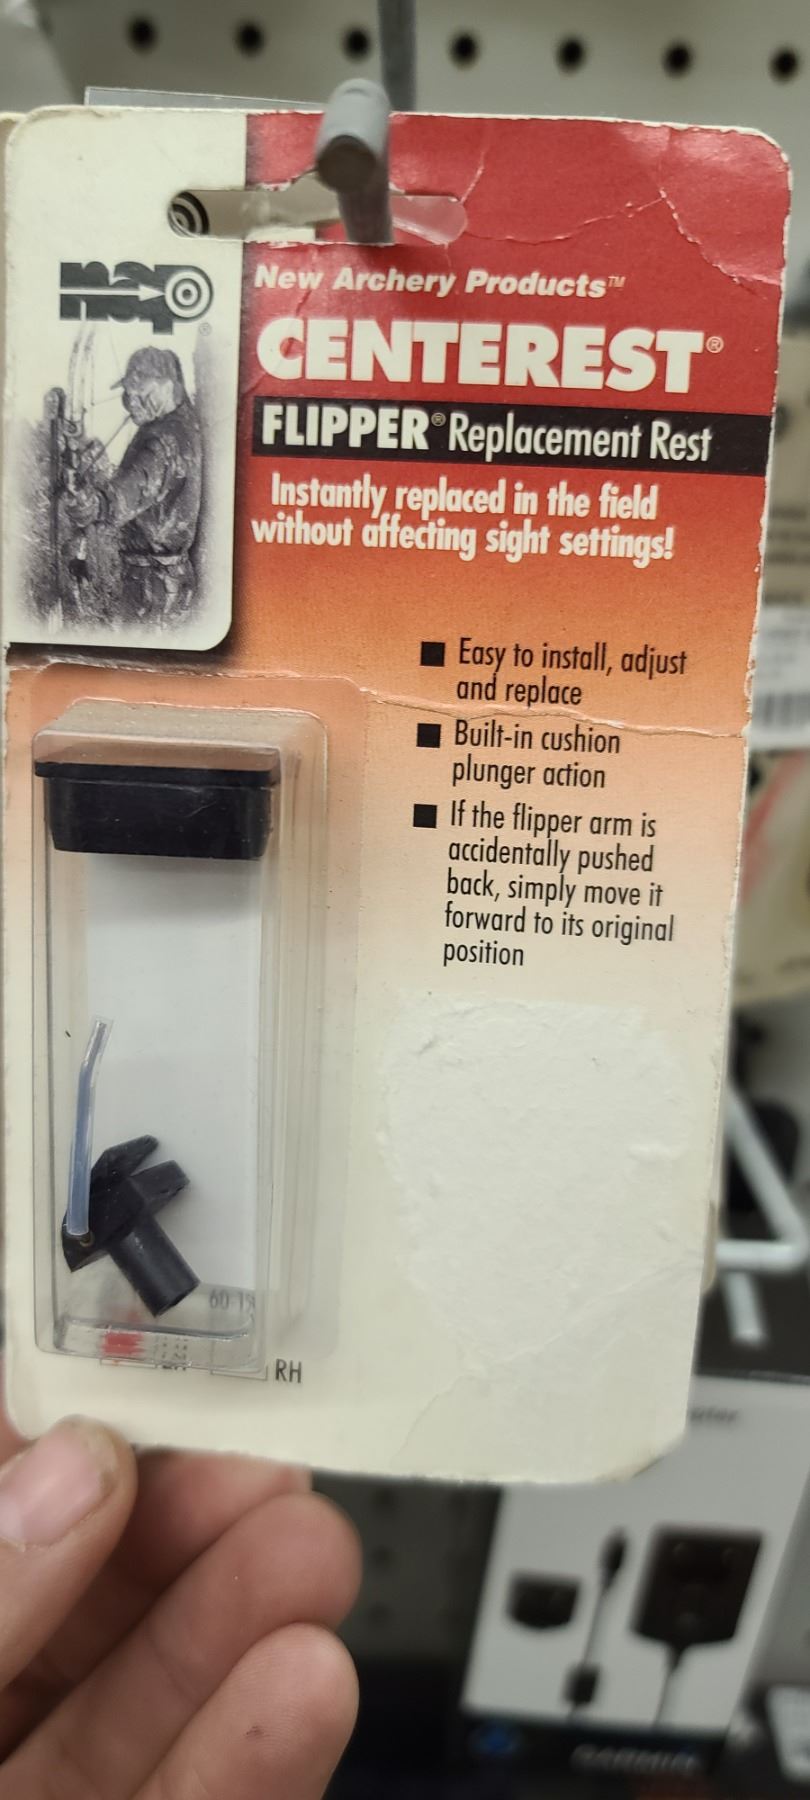 nap®
New Archery Products™
CENTEREST®
FLIPPER® Replacement Rest
Instantly replaced in the field
without affecting sight settings!
■ Easy to install, adjust
and replace
■ Built-in cushion
plunger action
■ If the flipper arm is
accidentally pushed
back, simply move it
forward to its original
position
RH
GARMIN